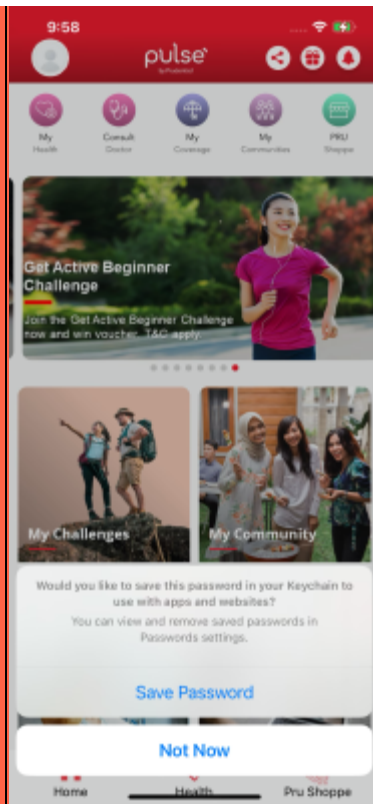 9:58
pulse
by Prudential
My
Health
Consult
Doctor
My
Coverage
My
Communities
PRU
Shoppe
Get Active Beginner
Challenge
Join the Get Active Beginner Challenge
now and win voucher. T&C apply.
My Challenges
My Community
Would you like to save this password in your Keychain to
use with apps and websites?
You can view and remove saved passwords in
Passwords settings.
Save Password
Not Now
Home
Health
Pru Shoppe